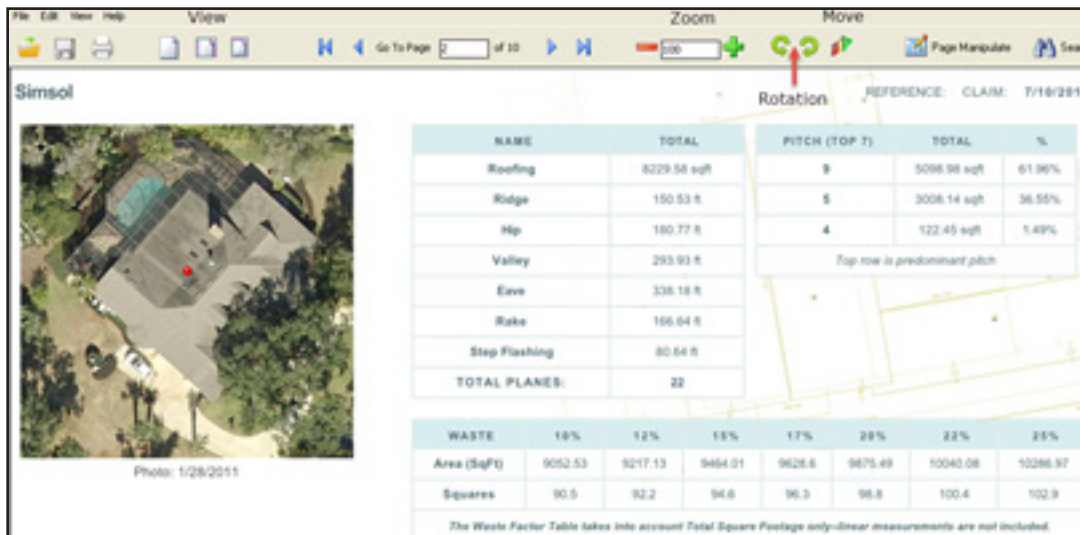 File Edit View Help View Zoom Move
Go To Page 2 of 10 100 Page Manipulate Sea
Rotation
Simsol REFERENCE: CLAIM: 7/10/201
NAME TOTAL PITCH (TOP 7) TOTAL %
Roofing 8229.58 sqft 9 5098.98 sqft 61.96%
Ridge 150.53 ft 5 3008.14 sqft 36.55%
Hip 180.77 ft 4 122.45 sqft 1.49%
Valley 293.93 ft Top row is predominant pitch
Eave 338.18 ft
Rake 166.64 ft
Step Flashing 80.64 ft
TOTAL PLANES: 22
WASTE 10% 12% 15% 17% 20% 22% 25%
Area (SqFt) 9052.53 9217.13 9464.01 9628.6 9875.49 10040.08 10286.97
Squares 90.5 92.2 94.6 96.3 98.8 100.4 102.9
The Waste Factor Table takes into account Total Square Footage only-linear measurements are not included.
Photo: 1/28/2011